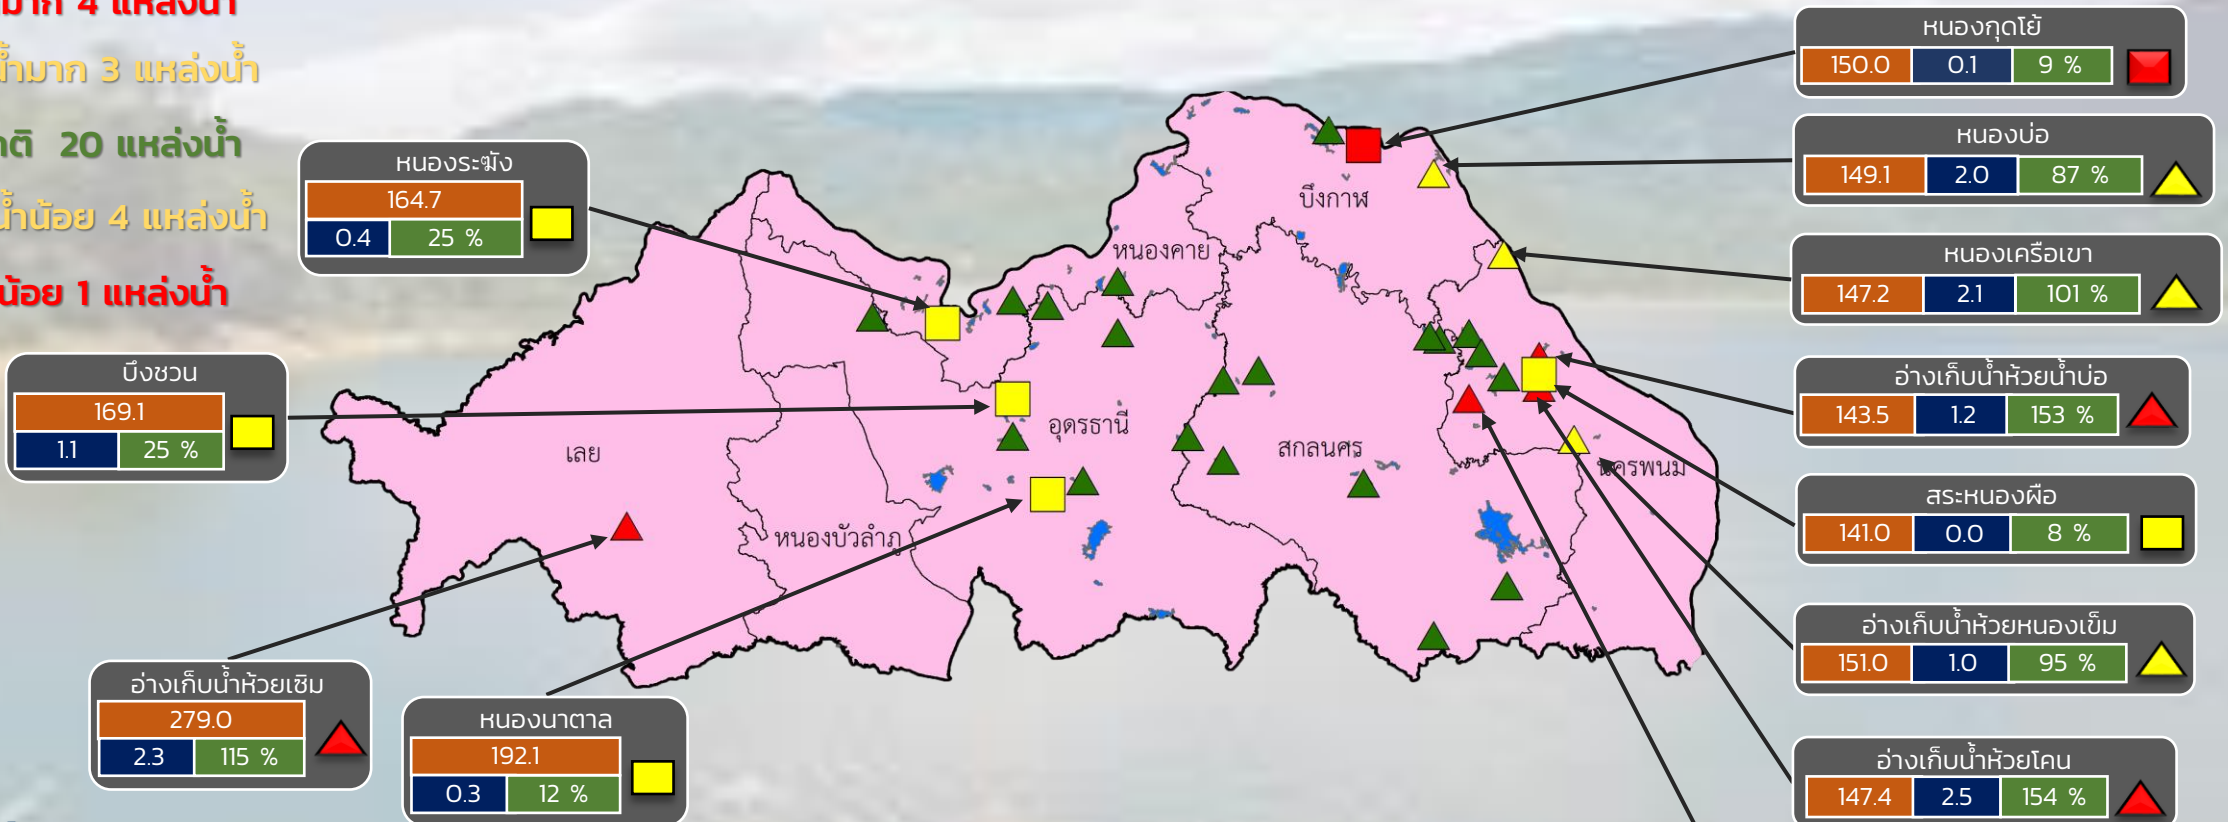 มาก 4 แหล่งน้ำ
น้ำมาก 3 แหล่งน้ำ
20 แหล่งน้ำ
น้ำน้อย 4 แหล่งน้ำ
น้อย 1 แหล่งน้ำ
หนองระฆัง
164.7
0.4 25 %
บึงชวน
169.1
1.1 25 %
อ่างเก็บน้ำห้วยเซิม
279.0
2.3 115 %
หนองนาตาล
192.1
0.3 12 %
บึงกาฬ
หนองคาย
เลย
อุดรธานี
สกลนคร
นครพนม
หนองบัวลำภู
หนองกุดโย้
150.0 0.1 9 %
หนองบ่อ
149.1 2.0 87 %
หนองเครือเขา
147.2 2.1 101 %
อ่างเก็บน้ำห้วยน้ำบ่อ
143.5 1.2 153 %
สระหนองผือ
141.0 0.0 8 %
อ่างเก็บน้ำห้วยหนองเข็ม
151.0 1.0 95 %
อ่างเก็บน้ำห้วยโคน
147.4 2.5 154 %